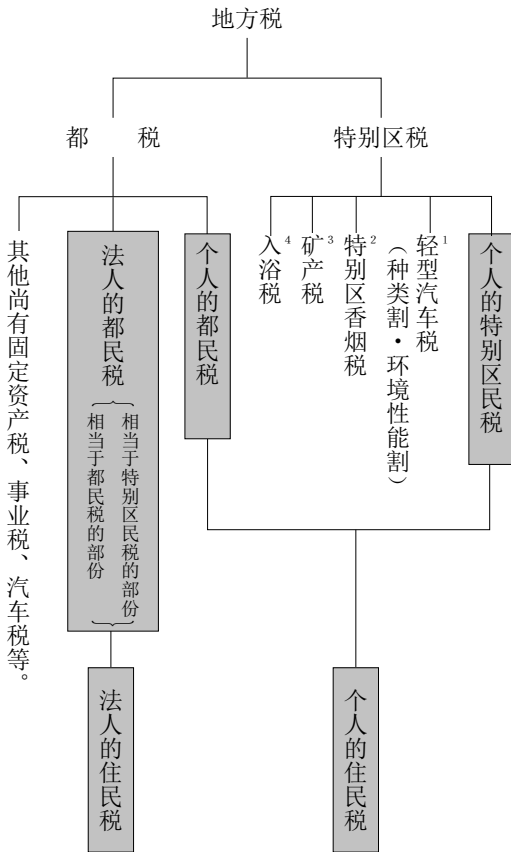 地方税
都 税
特别区税
个人的特别区民税
轻型汽车税1
（种类割・环境性能割）
特别区香烟税2
矿产税3
入浴税4
个人的都民税
法人的都民税
相当于特别区民税的部份
相当于都民税的部份
其他尚有固定资产税、事业税、汽车税等。
个人的住民税
法人的住民税